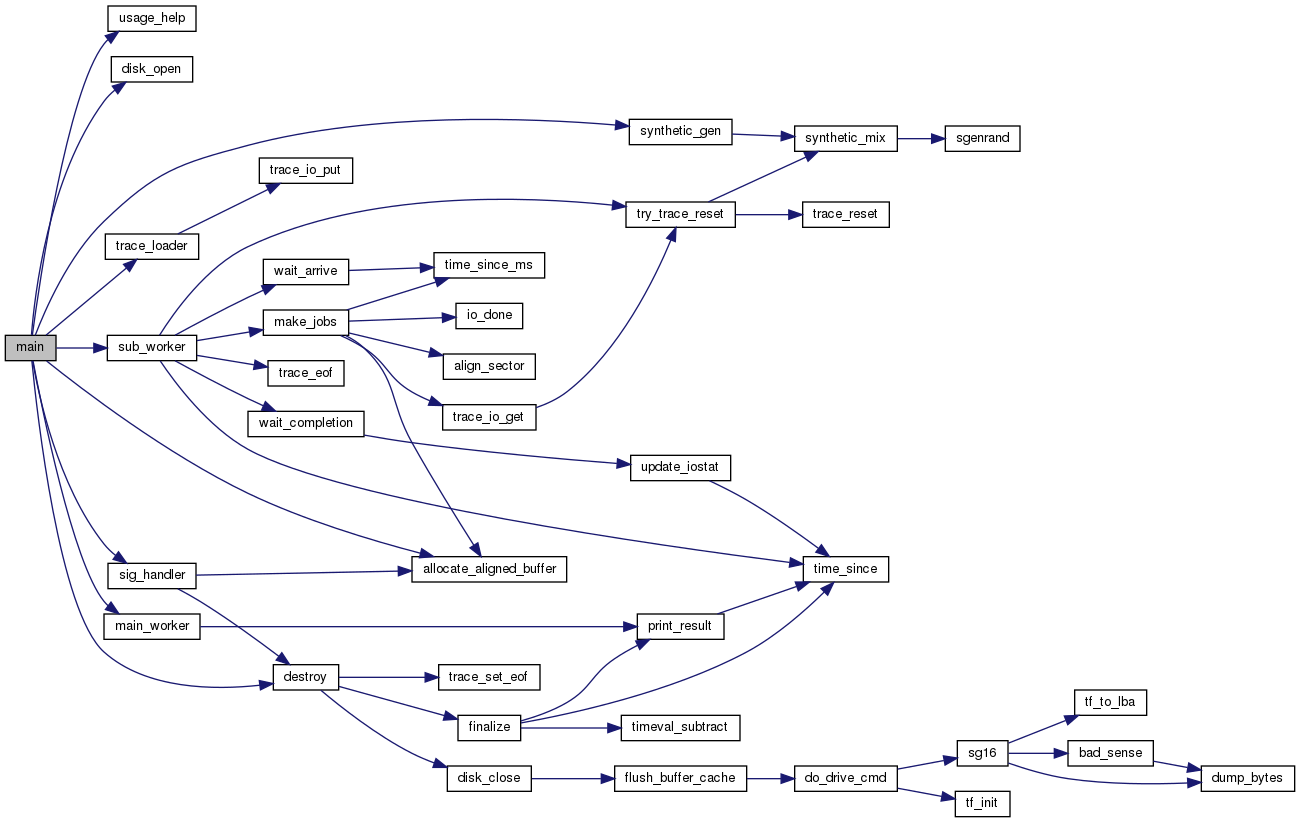 usage_help
disk_open
synthetic_gen
synthetic_mix
sgenrand
trace_io_put
try_trace_reset
trace_reset
trace_loader
time_since_ms
wait_arrive
io_done
make_jobs
main
sub_worker
align_sector
trace_eof
trace_io_get
wait_completion
update_iostat
allocate_aligned_buffer
time_since
sig_handler
main_worker
print_result
destroy
trace_set_eof
tf_to_lba
finalize
timeval_subtract
sg16
bad_sense
disk_close
flush_buffer_cache
do_drive_cmd
dump_bytes
tf_init